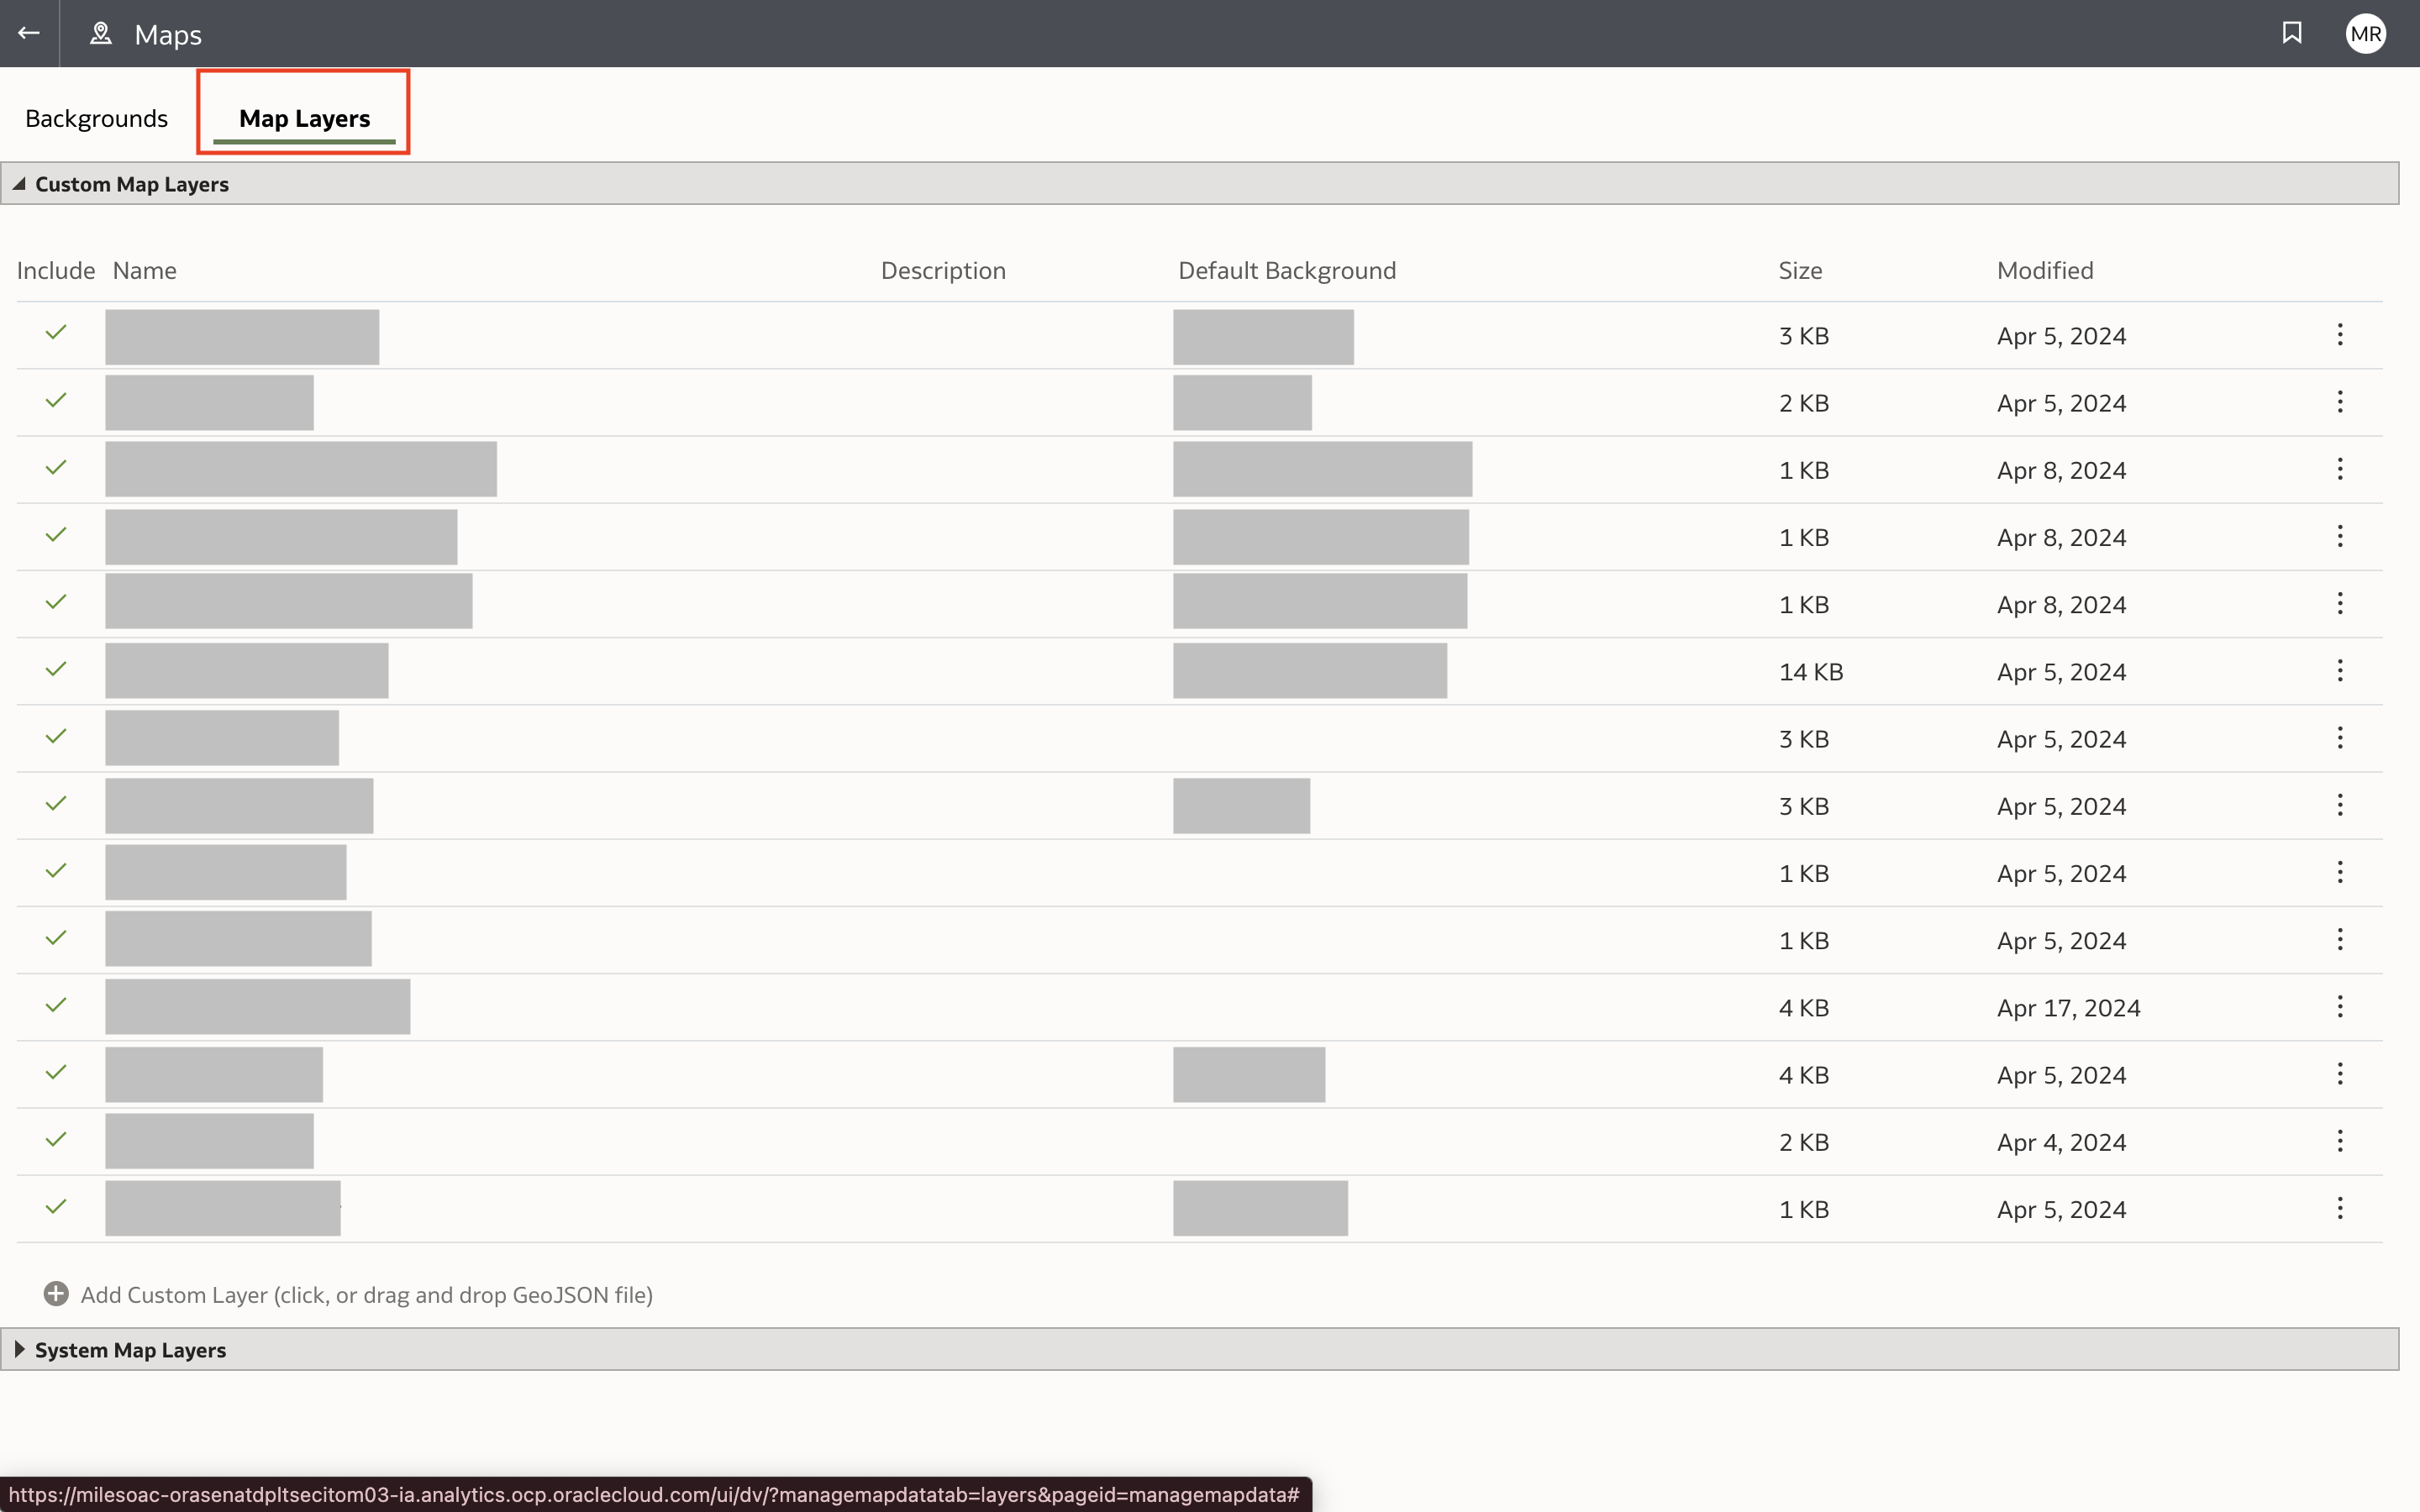 Maps
MR
Backgrounds Map Layers
Custom Map Layers
Include Name Description Default Background Size Modified
3 KB Apr 5, 2024
2 KB Apr 5, 2024
1 KB Apr 8, 2024
1 KB Apr 8, 2024
1 KB Apr 8, 2024
14 KB Apr 5, 2024
3 KB Apr 5, 2024
3 KB Apr 5, 2024
1 KB Apr 5, 2024
1 KB Apr 5, 2024
4 KB Apr 17, 2024
4 KB Apr 5, 2024
2 KB Apr 4, 2024
1 KB Apr 5, 2024
Add Custom Layer (click, or drag and drop GeoJSON file)
System Map Layers
https://milesoac-orasenatdpltsecitom03-ia.analytics.ocp.oraclecloud.com/ui/dv/?managemapdatatab=layers&pageid=managemapdata#